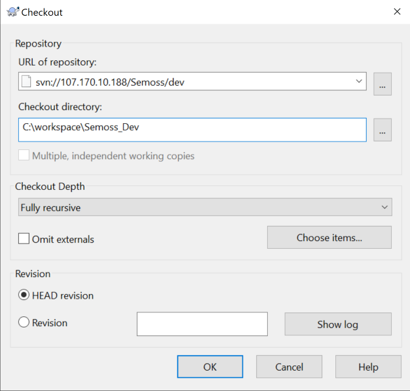 Checkout
Repository
URL of repository:
svn://107.170.10.188/Semoss/dev
...
Checkout directory:
C:\workspace\Semoss_Dev
...
Multiple, independent working copies
Checkout Depth
Fully recursive
Omit externals
Choose items...
Revision
HEAD revision
Revision
Show log
OK
Cancel
Help